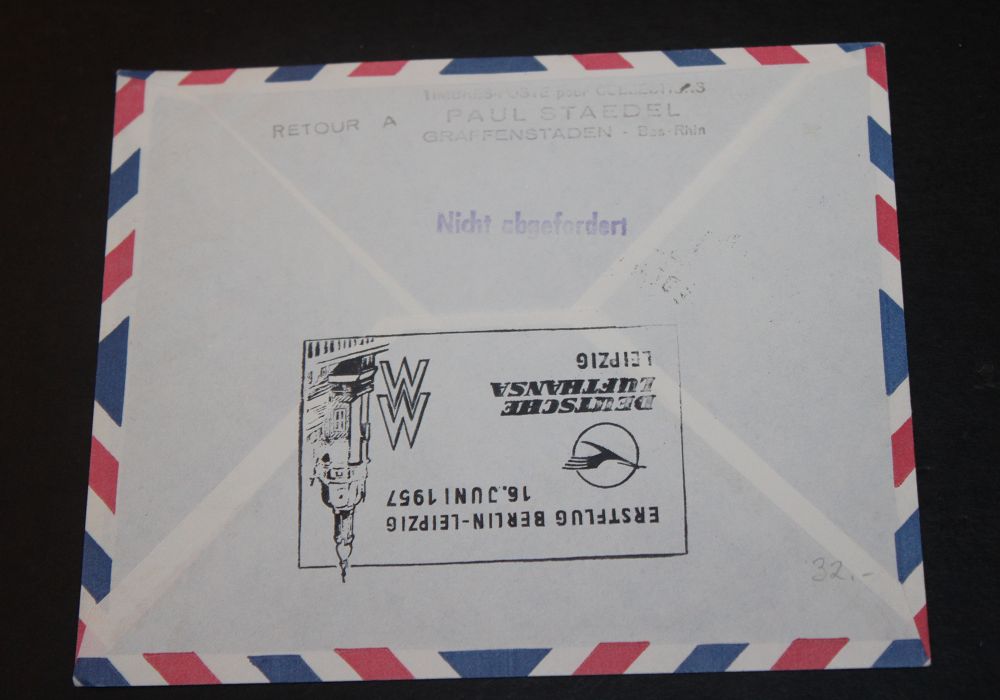 TIMBRES-POSTE pour COLLECTIONS
RETOUR A PAUL STAEDEL
GRAFFENSTADEN - Bas-Rhin
Nicht abgefordert
ERSTFLUG BERLIN-LEIPZIG
16. JUNI 1957
DEUTSCHE
LUFTHANSA
LEIPZIG
MM
32.-